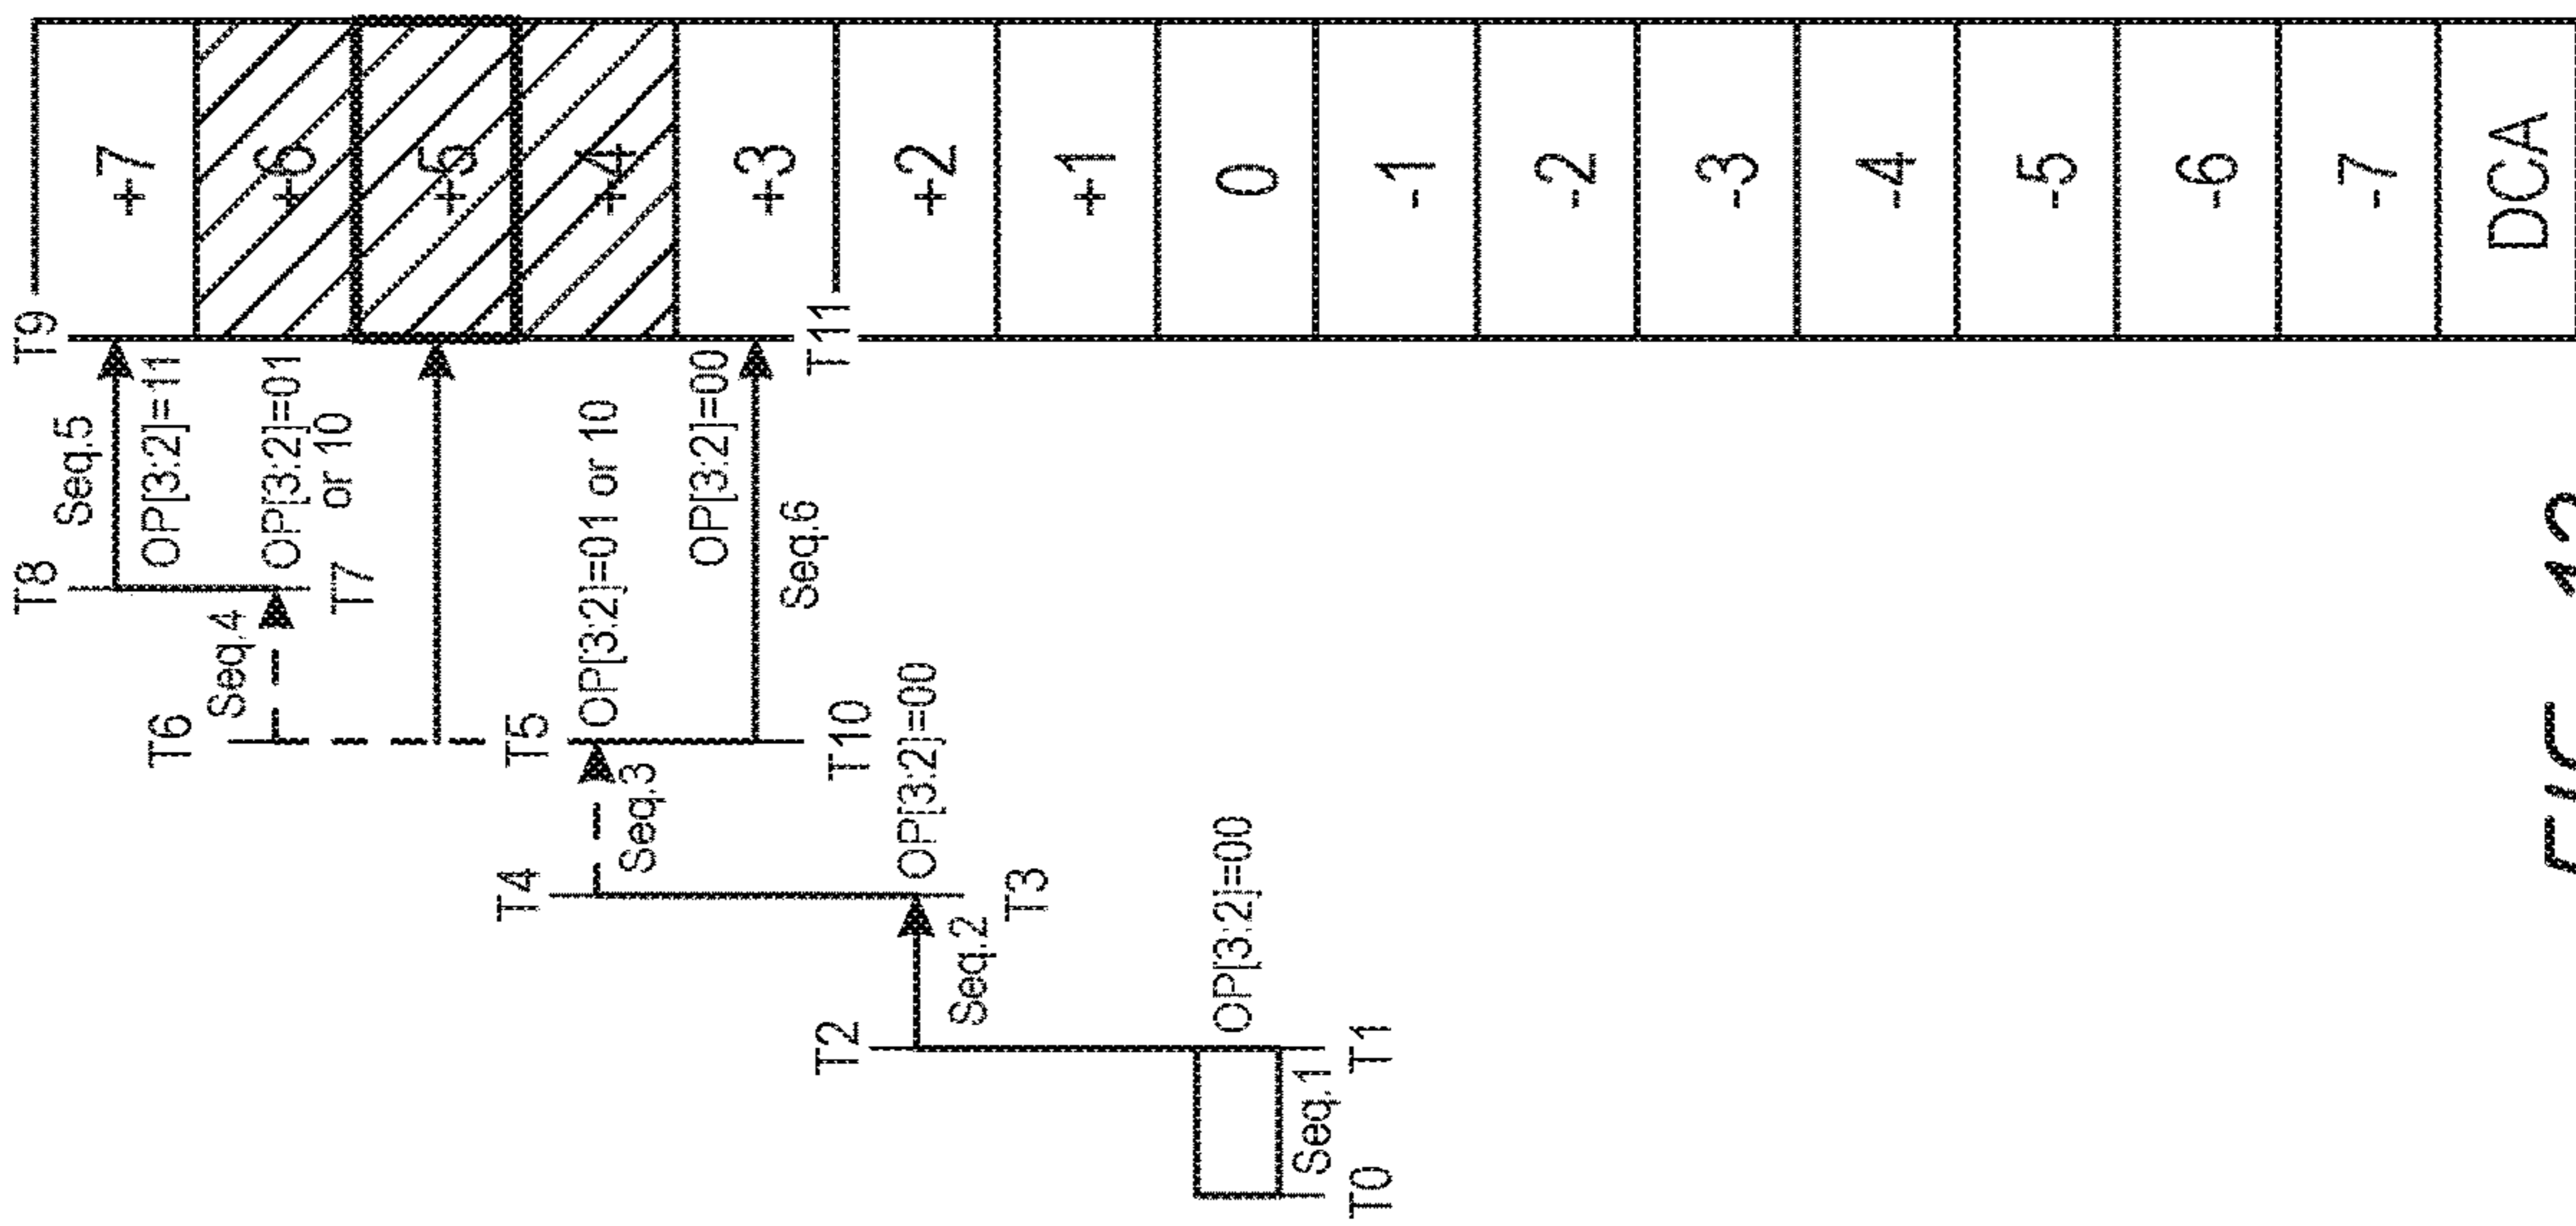 T8
T9
Seq.5
+7
OP[3:2]=11
T6
Seq.4
OP[3:2]=01
or 10
+6
T7
+5
T4
T5
OP[3:2]=01 or 10
+4
Seq.3
OP[3:2]=00
+3
Seq.6
T2
T11
T10
OP[3:2]=00
+2
Seq.2
T3
+1
OP[3:2]=00
0
Seq.1
T0
T1
-1
-2
-3
-4
-5
-6
-7
DCA